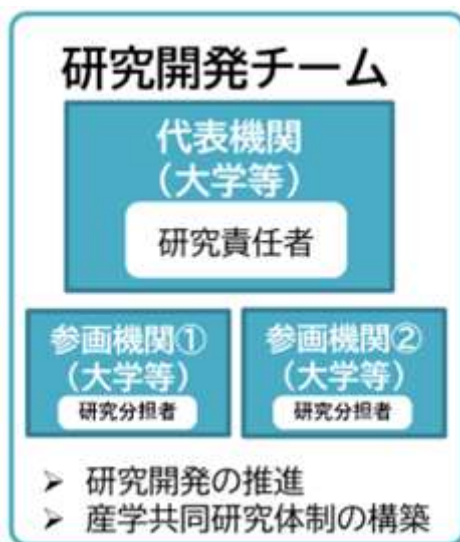 研究開発チーム
代表機関
（大学等）
研究責任者
参画機関①
（大学等）
研究分担者
参画機関②
（大学等）
研究分担者
➢ 研究開発の推進
➢ 産学共同研究体制の構築